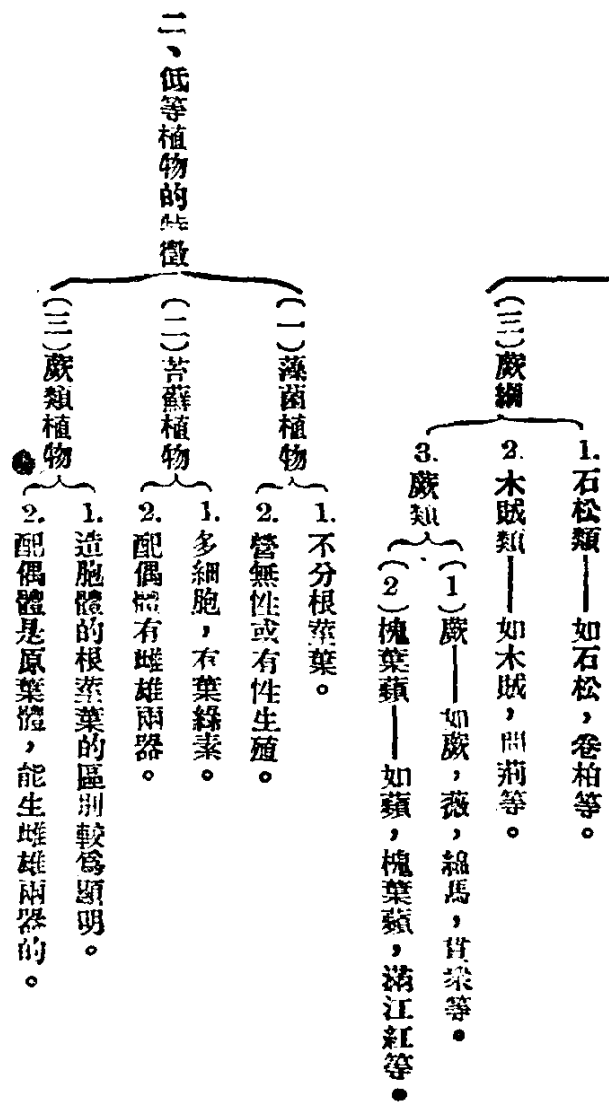 （三）蕨綱
1. 石松類——如石松，卷柏等。
2. 木賊類——如木賊，問荊等。
3. 蕨類
（1）蕨——如蕨，薇，綿馬，貫衆等。
（2）槐葉蘋——如蘋，槐葉蘋，滿江紅等。
二、低等植物的特徵
（一）藻菌植物
1. 不分根莖葉。
2. 營無性或有性生殖。
（二）苔蘚植物
1. 多細胞，有葉綠素。
2. 配偶體有雌雄兩器。
（三）蕨類植物
1. 造胞體的根莖葉的區別較爲顯明。
2. 配偶體是原葉體，能生雌雄兩器的。